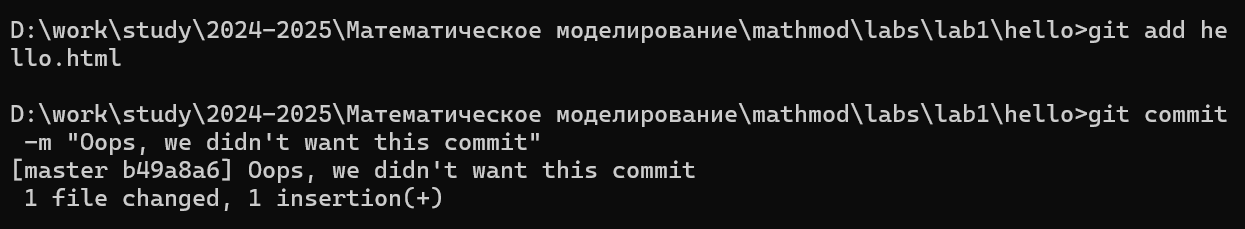 D:\work\study\2024-2025\Математическое моделирование\mathmod\labs\lab1\hello>git add he
llo.html
D:\work\study\2024-2025\Математическое моделирование\mathmod\labs\lab1\hello>git commit
 -m "Oops, we didn't want this commit"
[master b49a8a6] Oops, we didn't want this commit
 1 file changed, 1 insertion(+)